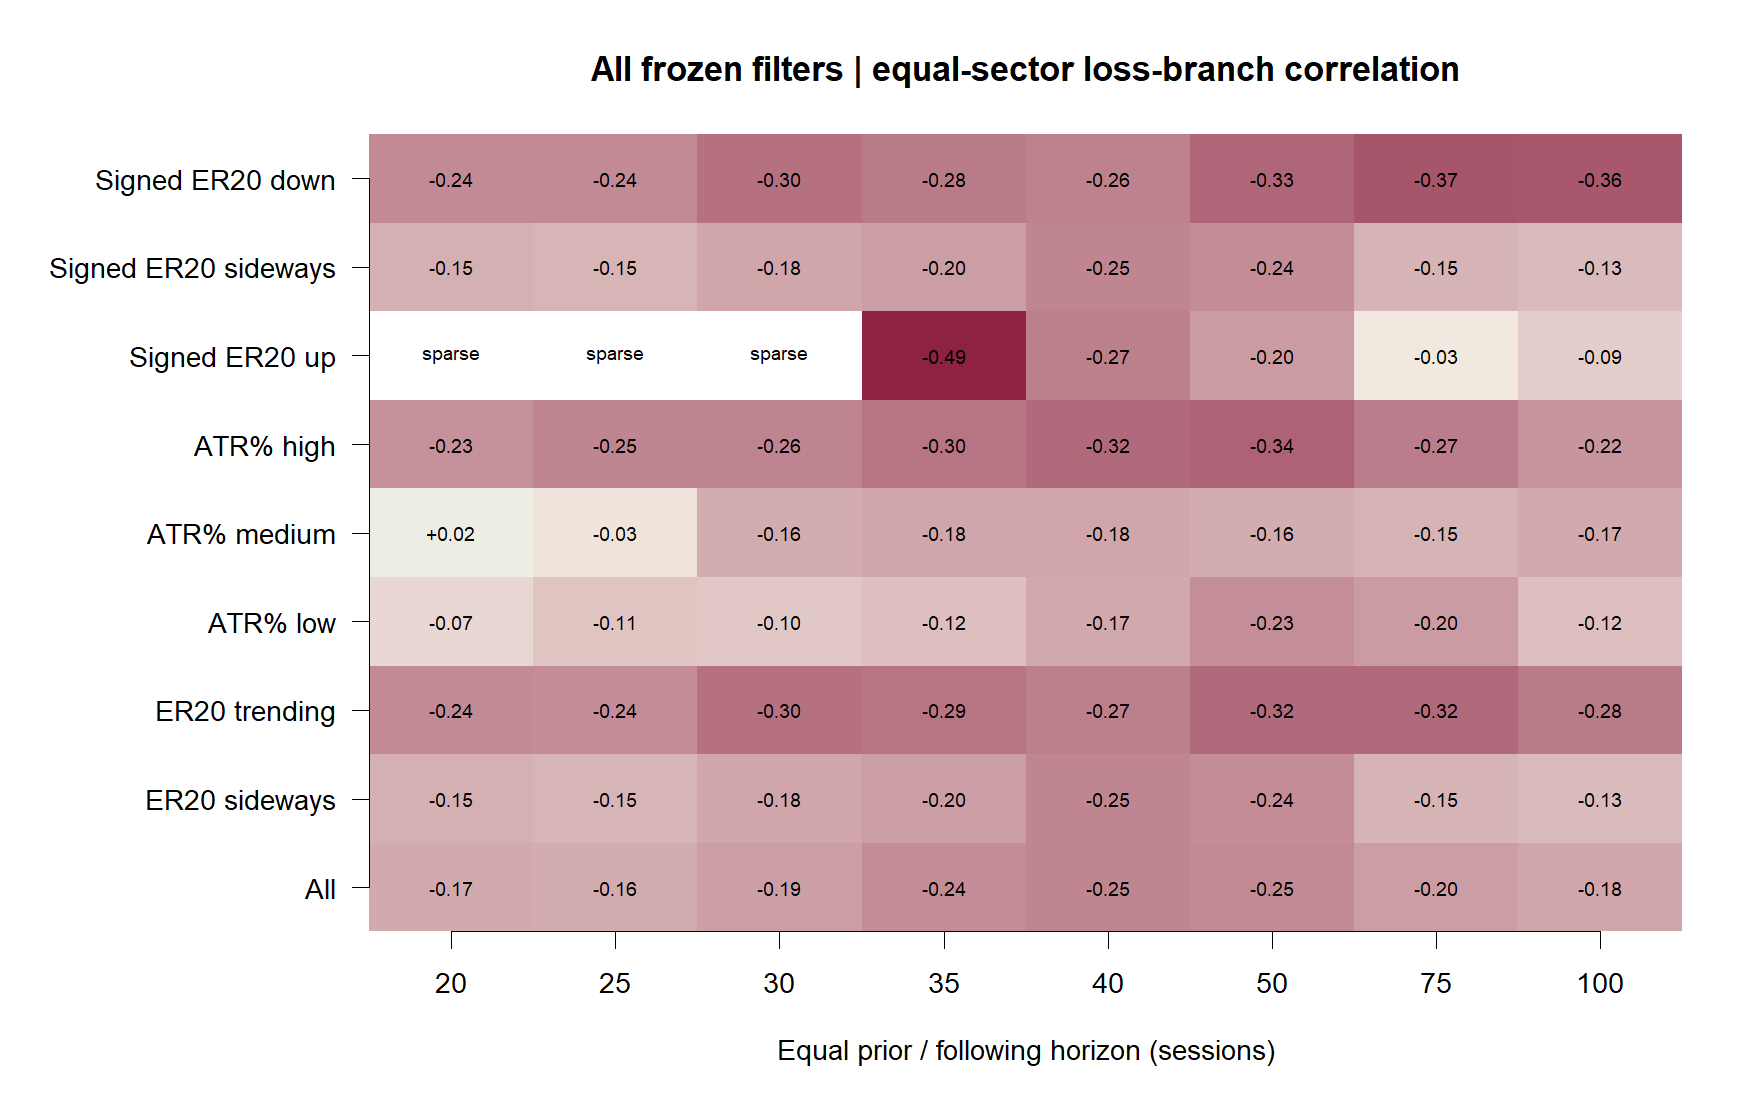 All frozen filters | equal-sector loss-branch correlation
Signed ER20 down -0.24 -0.24 -0.30 -0.28 -0.26 -0.33 -0.37 -0.36
Signed ER20 sideways -0.15 -0.15 -0.18 -0.20 -0.25 -0.24 -0.15 -0.13
Signed ER20 up sparse sparse sparse -0.49 -0.27 -0.20 -0.03 -0.09
ATR% high -0.23 -0.25 -0.26 -0.30 -0.32 -0.34 -0.27 -0.22
ATR% medium +0.02 -0.03 -0.16 -0.18 -0.18 -0.16 -0.15 -0.17
ATR% low -0.07 -0.11 -0.10 -0.12 -0.17 -0.23 -0.20 -0.12
ER20 trending -0.24 -0.24 -0.30 -0.29 -0.27 -0.32 -0.32 -0.28
ER20 sideways -0.15 -0.15 -0.18 -0.20 -0.25 -0.24 -0.15 -0.13
All -0.17 -0.16 -0.19 -0.24 -0.25 -0.25 -0.20 -0.18
20 25 30 35 40 50 75 100
Equal prior / following horizon (sessions)